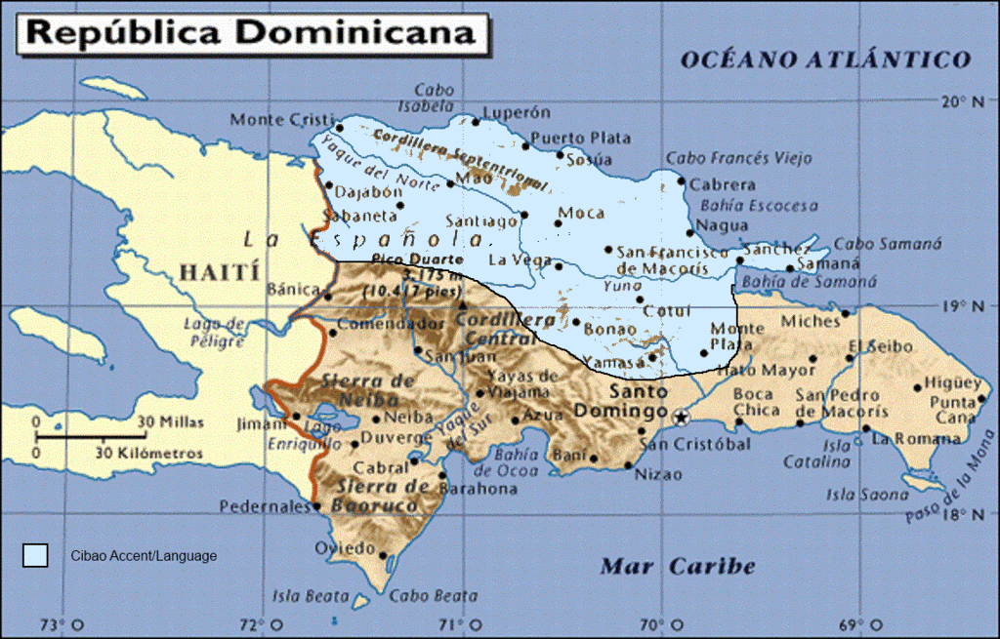 República Dominicana
OCÉANO ATLÁNTICO
20° N
Cabo
Isabela
Luperón
Monte Cristi
Puerto Plata
Sosúa
Cordillera Septentrional
Yaque del Norte
Mao
Cabo Francés Viejo
Cabrera
Dajabón
Sabaneta
Santiago
Moca
Bahía Escocesa
Nagua
La Española
San Francisco
de Macorís
Sánchez
Cabo Samaná
Samaná
HAITÍ
Pico Duarte
3.175 m
(10.417 pies)
La Vega
Bahía de Samaná
Bánica
Yuna
Cotuí
19° N
Lago de
Péligre
Comendador
Cordillera
Central
Bonao
Monte
Plata
Miches
El Seibo
San Juan
Yamasá
Hato Mayor
Sierra de
Neiba
Yayas de
Viajama
Santo
Domingo
Boca
Chica
San Pedro
de Macorís
Higüey
Punta
Cana
0
30 Millas
0
30 Kilómetros
Jimaní
Lago
Enriquillo
Neiba
Duverge
Yaque
del Sur
Azua
San Cristóbal
La Romana
Cabral
Bahía
de Ocoa
Baní
Nizao
Isla
Catalina
Isla Saona
Paso de la Mona
Sierra de
Baoruco
Barahona
Pedernales
18° N
Oviedo
Cibao Accent/Language
Mar Caribe
Isla Beata
Cabo Beata
73° O
72° O
71° O
70° O
69° O